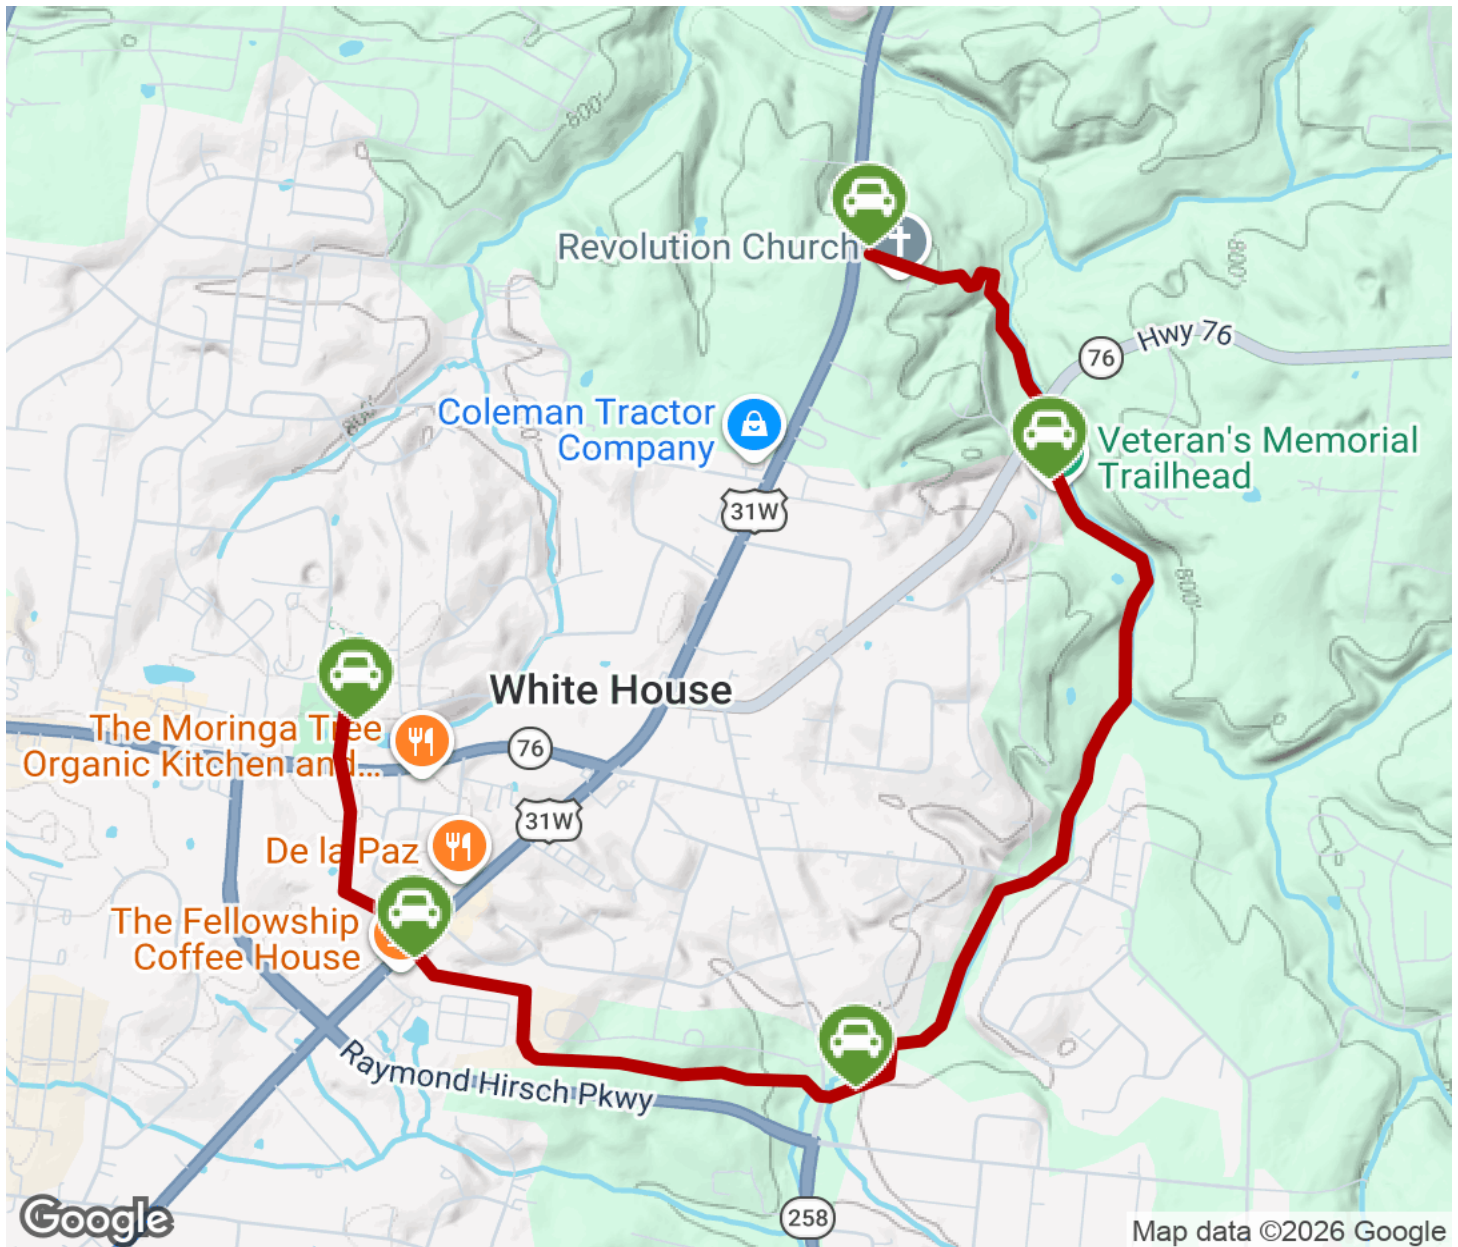 800'
Revolution Church
800'
Hwy 76
76
Coleman Tractor
Company
800'
Veteran's Memorial
Trailhead
31W
800'
White House
The Moringa Tree
Organic Kitchen and...
76
31W
De la Paz
The Fellowship
Coffee House
Raymond Hirsch Pkwy
258
Google
Map data ©2026 Google